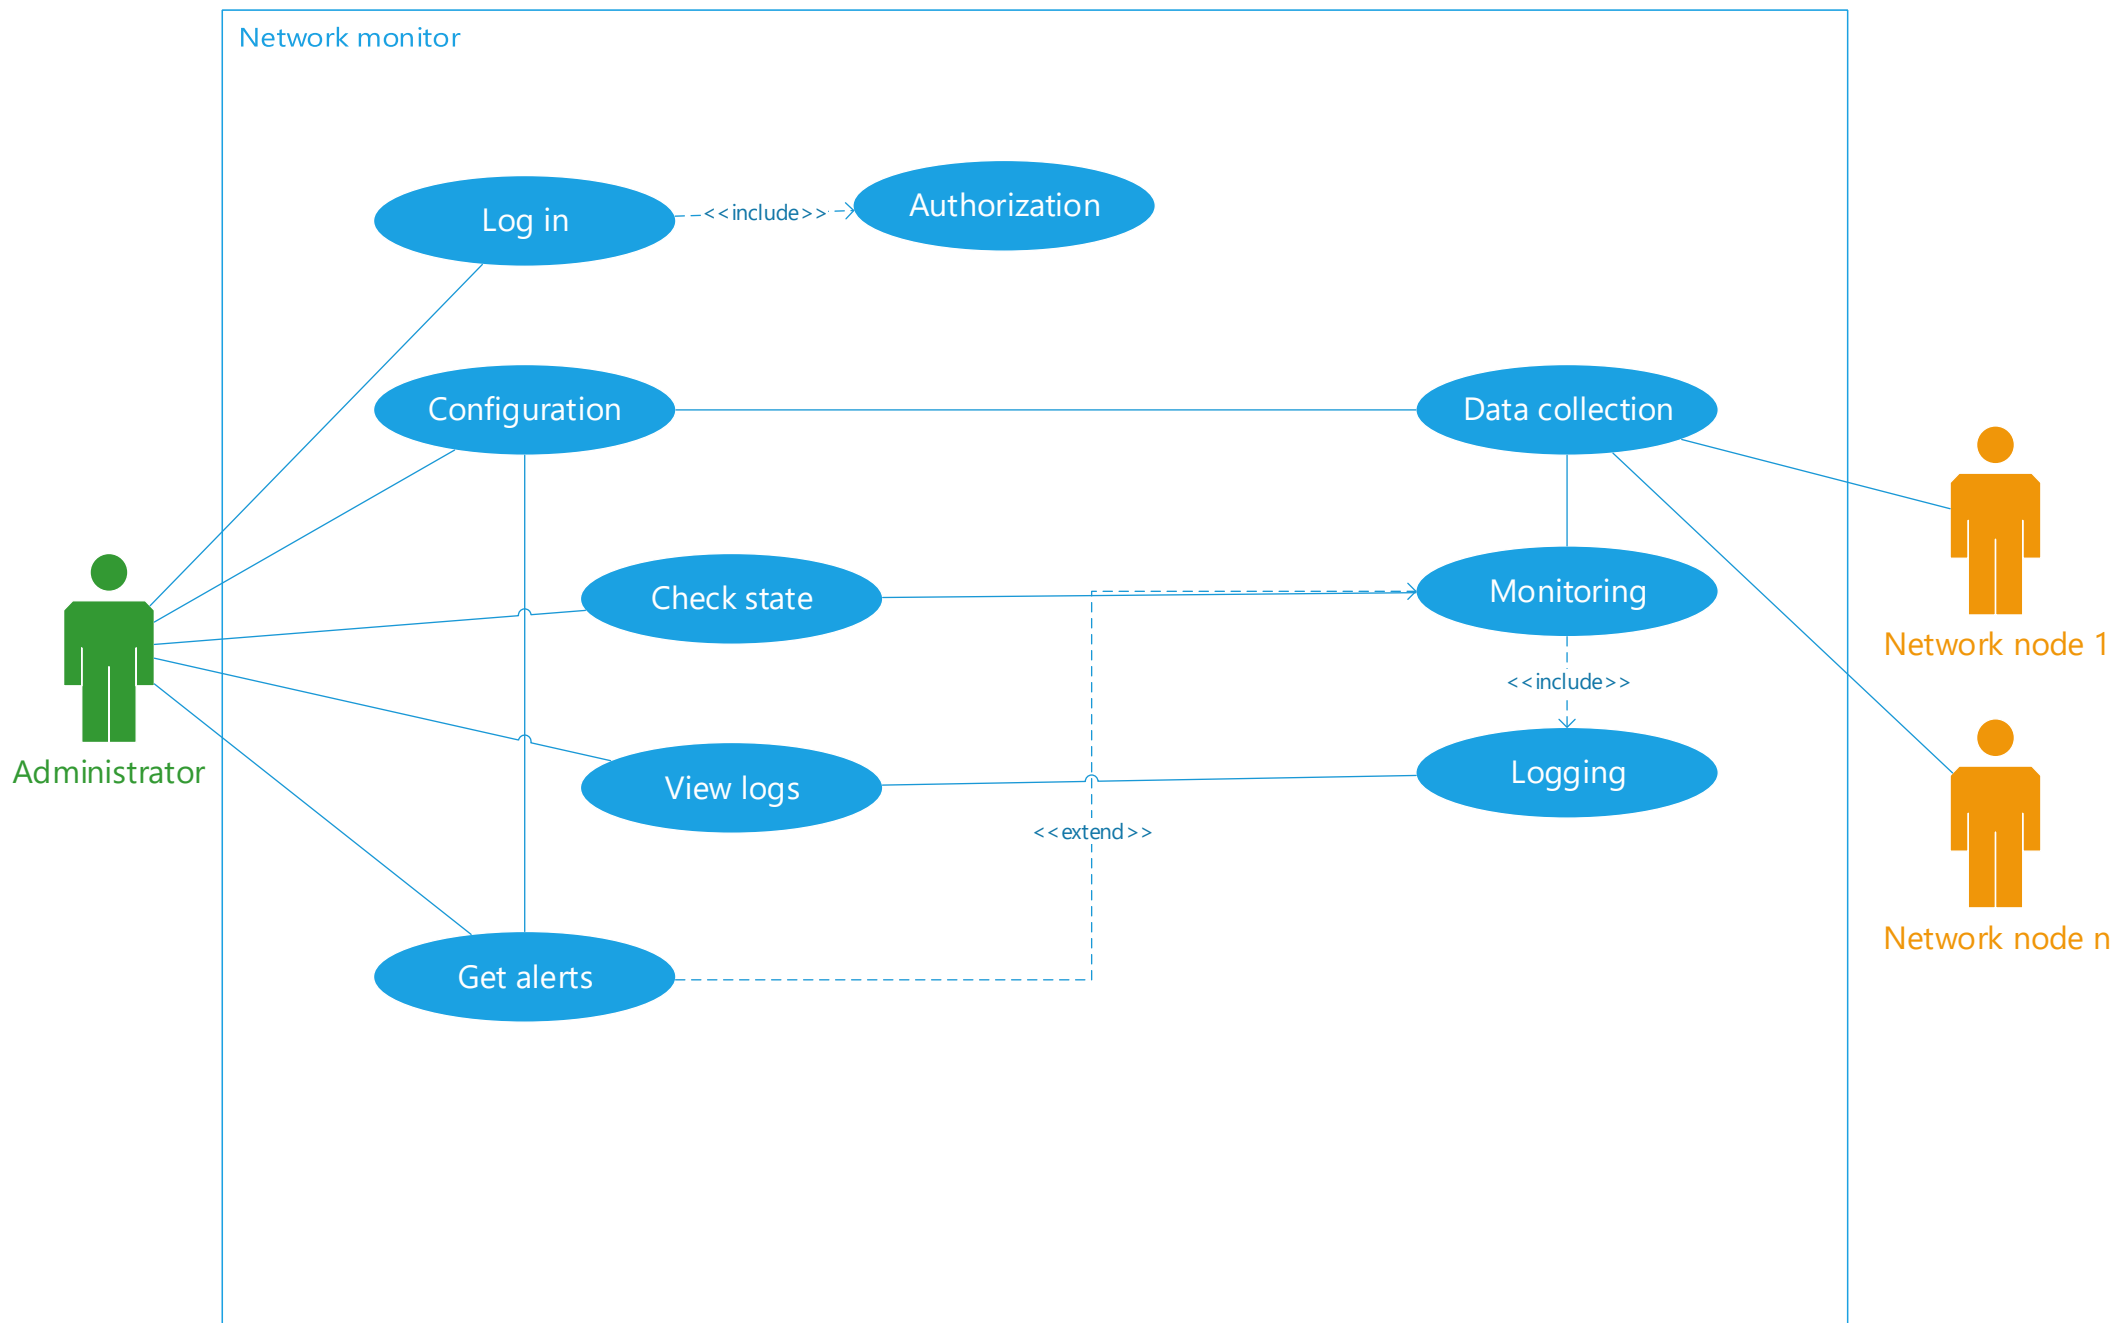 Network monitor
Log in
<<include>>
Authorization
Configuration
Data collection
Check state
Monitoring
Network node 1
<<include>>
Administrator
View logs
Logging
<<extend>>
Network node n
Get alerts